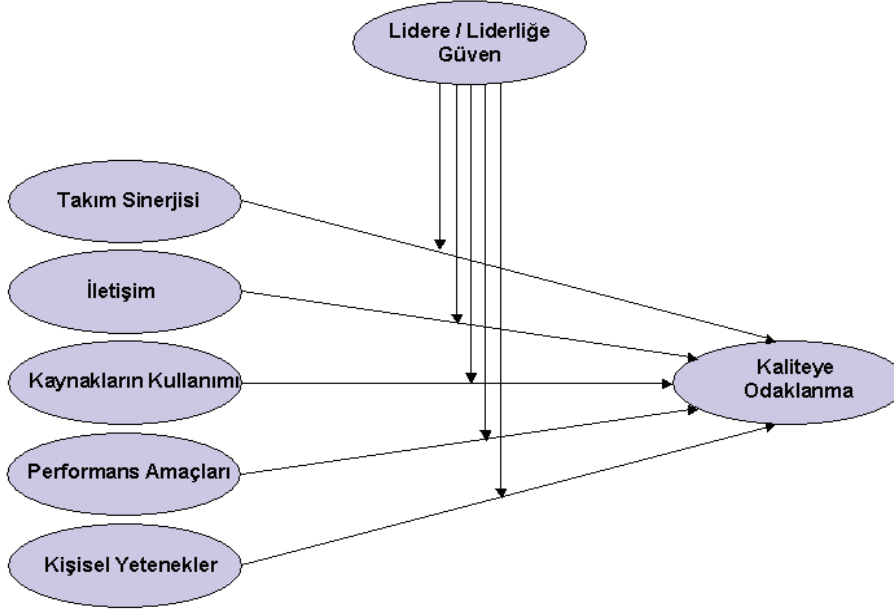 Lidere / Liderliğe
Güven
Takım Sinerjisi
İletişim
Kaynakların Kullanımı
Kaliteye
Odaklanma
Performans Amaçları
Kişisel Yetenekler